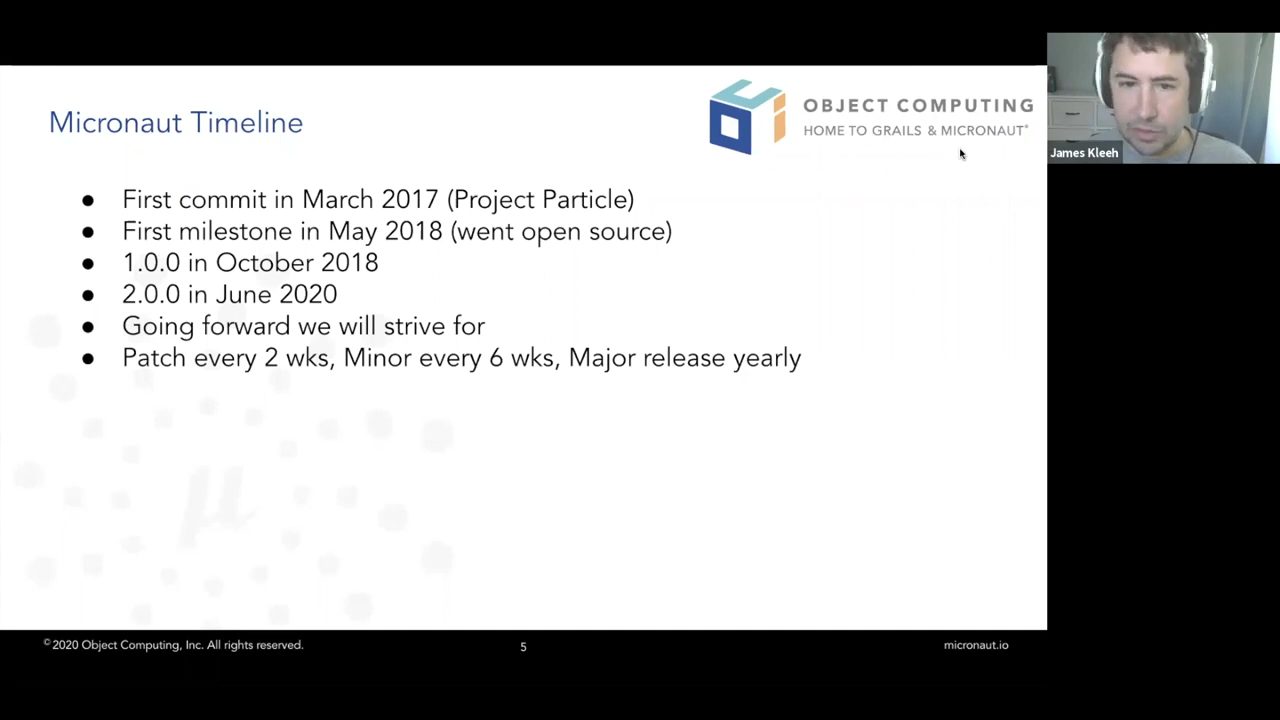 Micronaut Timeline
OBJECT COMPUTING
HOME TO GRAILS & MICRONAUT®
James Kleeh
● First commit in March 2017 (Project Particle)
● First milestone in May 2018 (went open source)
● 1.0.0 in October 2018
● 2.0.0 in June 2020
● Going forward we will strive for
● Patch every 2 wks, Minor every 6 wks, Major release yearly
μ
© 2020 Object Computing, Inc. All rights reserved.
5
micronaut.io